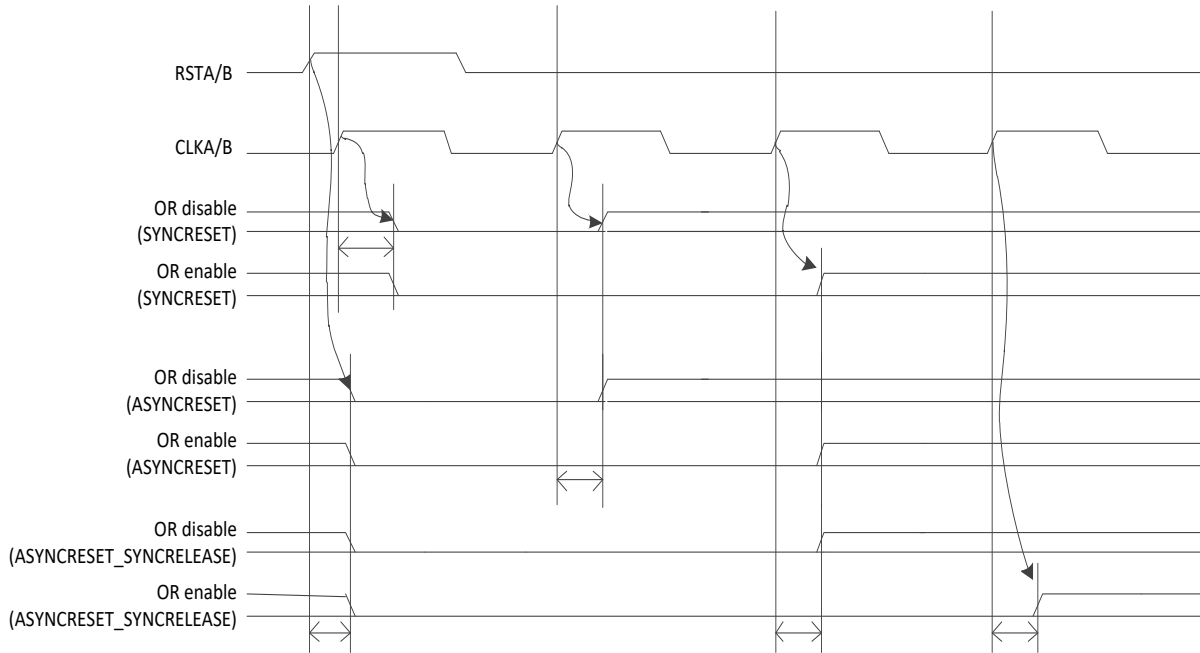 RSTA/B
CLKA/B
OR disable
(SYNCRESET)
OR enable
(SYNCRESET)
OR disable
(ASYNCRESET)
OR enable
(ASYNCRESET)
OR disable
(ASYNCRESET_SYNCRELEASE)
OR enable
(ASYNCRESET_SYNCRELEASE)